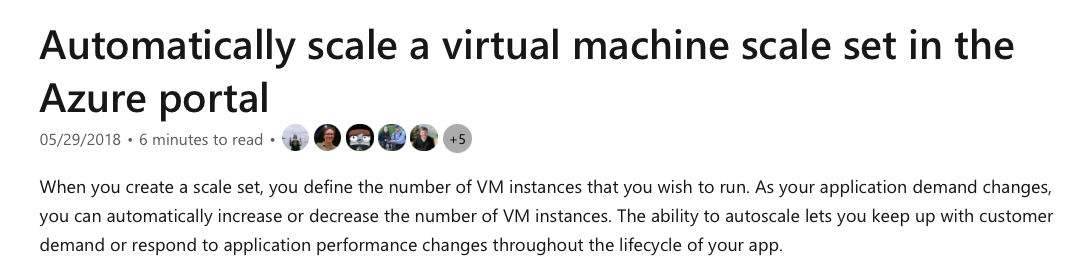 Automatically scale a virtual machine scale set in the
Azure portal
05/29/2018 • 6 minutes to read • +5
When you create a scale set, you define the number of VM instances that you wish to run. As your application demand changes,
you can automatically increase or decrease the number of VM instances. The ability to autoscale lets you keep up with customer
demand or respond to application performance changes throughout the lifecycle of your app.